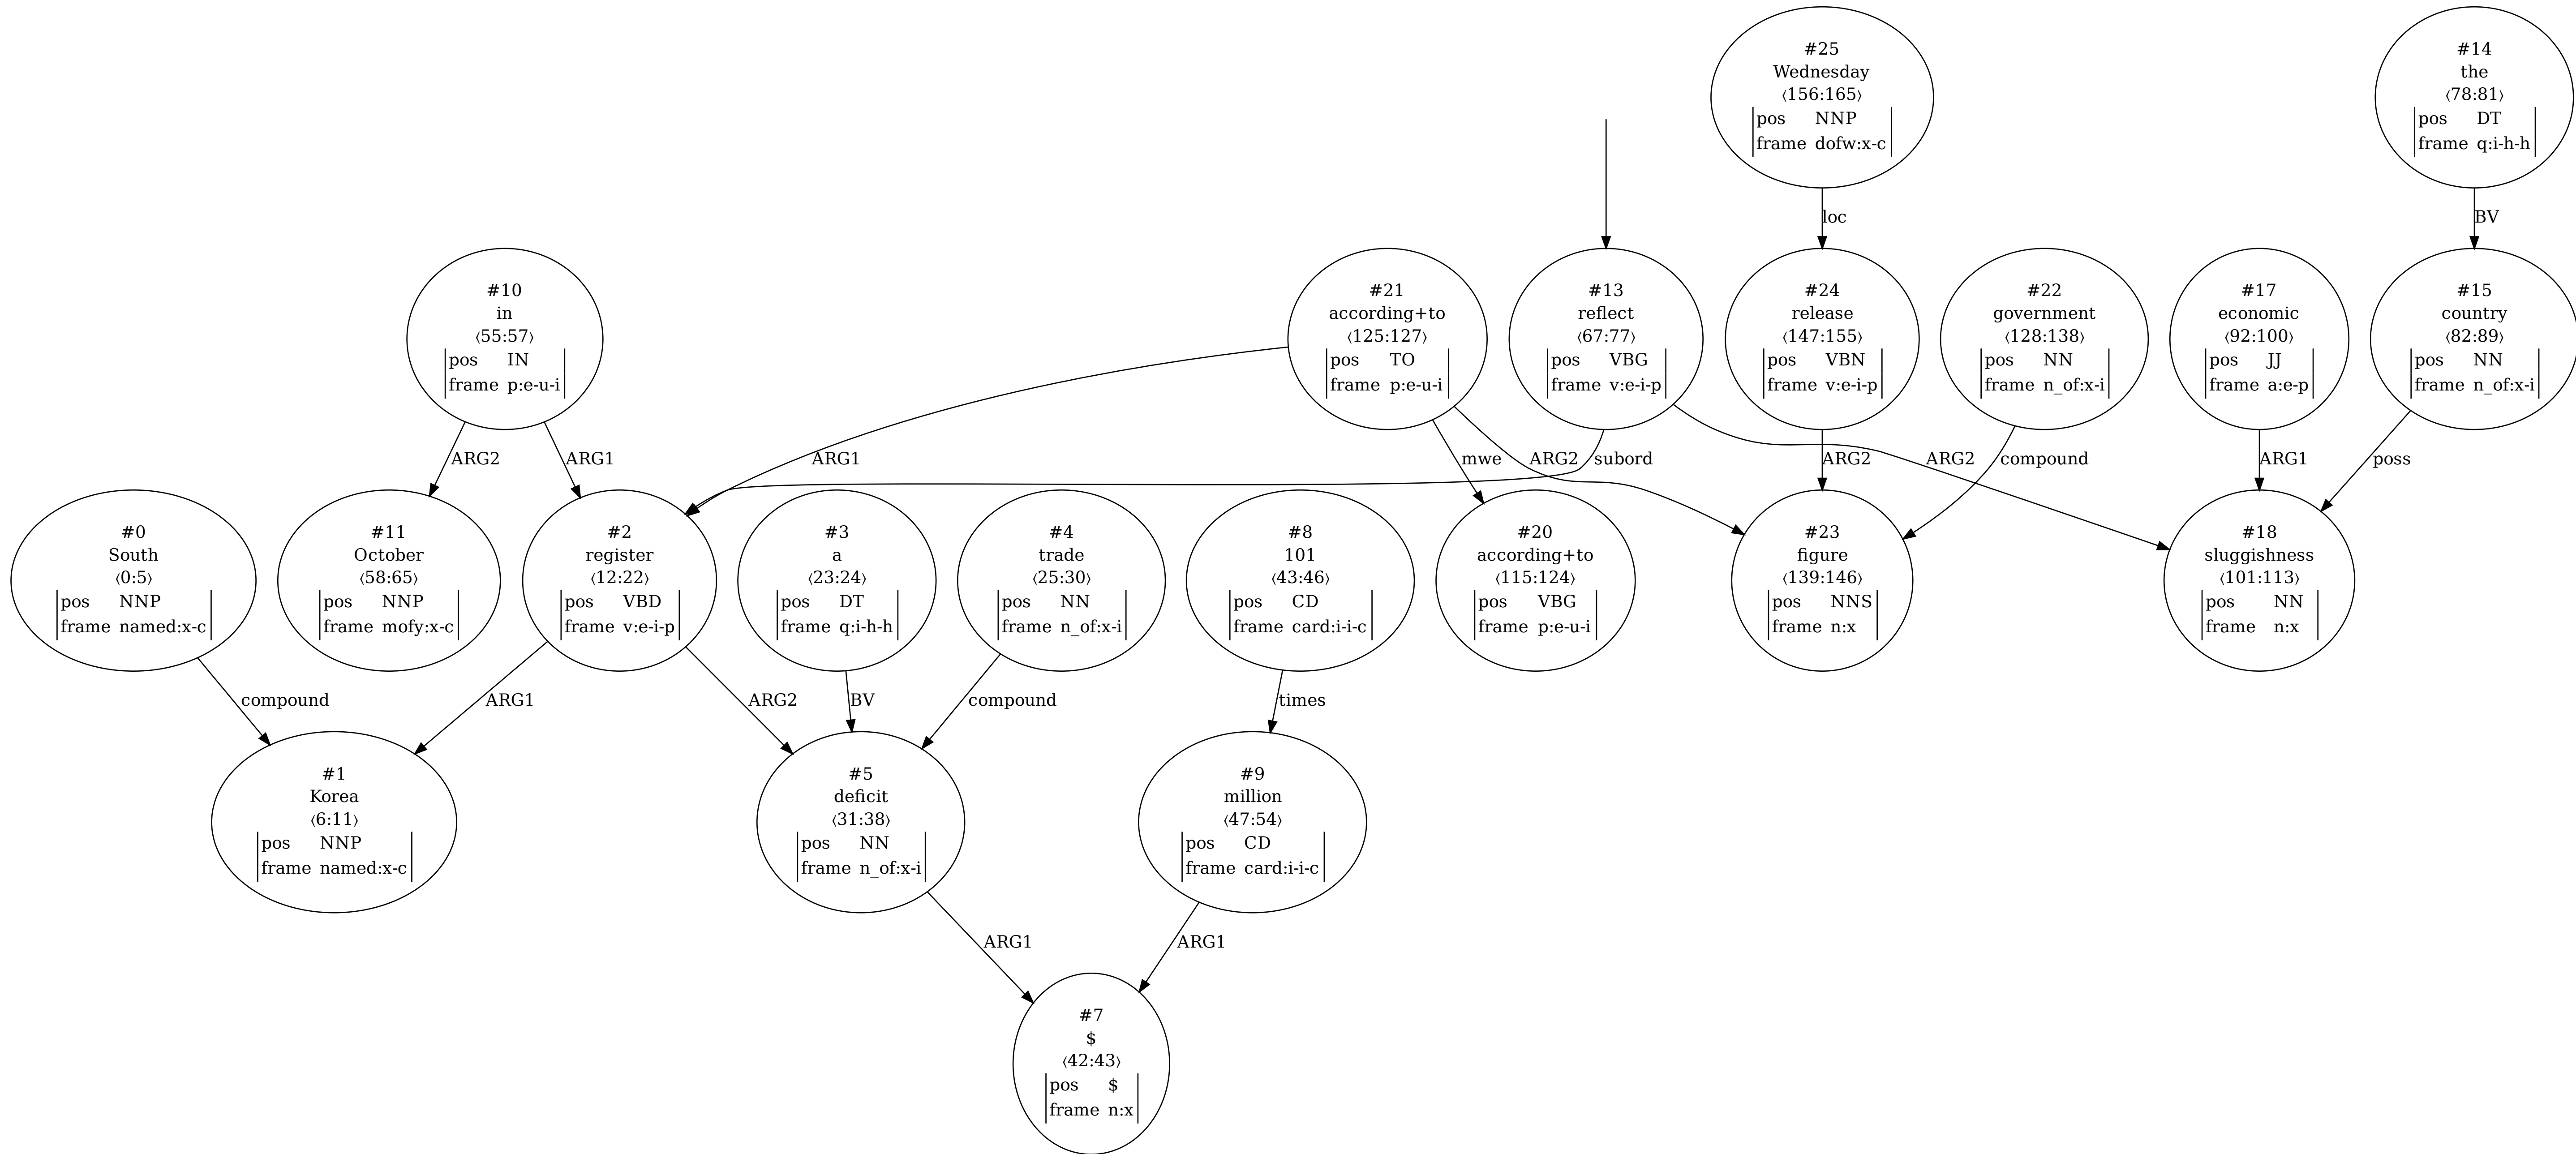 #25
Wednesday
⟨156:165⟩
pos NNP
frame dofw:x-c
#14
the
⟨78:81⟩
pos DT
frame q:i-h-h
loc
BV
#10
in
⟨55:57⟩
pos IN
frame p:e-u-i
#21
according+to
⟨125:127⟩
pos TO
frame p:e-u-i
#13
reflect
⟨67:77⟩
pos VBG
frame v:e-i-p
#24
release
⟨147:155⟩
pos VBN
frame v:e-i-p
#22
government
⟨128:138⟩
pos NN
frame n_of:x-i
#17
economic
⟨92:100⟩
pos JJ
frame a:e-p
#15
country
⟨82:89⟩
pos NN
frame n_of:x-i
ARG2
ARG1
ARG1
mwe
ARG2
subord
ARG2
ARG2
compound
ARG1
poss
#0
South
⟨0:5⟩
pos NNP
frame named:x-c
#11
October
⟨58:65⟩
pos NNP
frame mofy:x-c
#2
register
⟨12:22⟩
pos VBD
frame v:e-i-p
#3
a
⟨23:24⟩
pos DT
frame q:i-h-h
#4
trade
⟨25:30⟩
pos NN
frame n_of:x-i
#8
101
⟨43:46⟩
pos CD
frame card:i-i-c
#20
according+to
⟨115:124⟩
pos VBG
frame p:e-u-i
#23
figure
⟨139:146⟩
pos NNS
frame n:x
#18
sluggishness
⟨101:113⟩
pos NN
frame n:x
compound
ARG1
ARG2
BV
compound
times
#1
Korea
⟨6:11⟩
pos NNP
frame named:x-c
#5
deficit
⟨31:38⟩
pos NN
frame n_of:x-i
#9
million
⟨47:54⟩
pos CD
frame card:i-i-c
ARG1
ARG1
#7
$
⟨42:43⟩
pos $
frame n:x